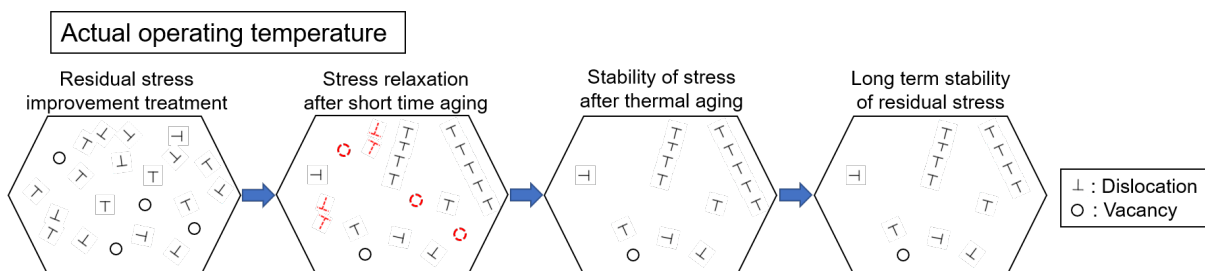 Actual operating temperature
Residual stress
improvement treatment
Stress relaxation
after short time aging
Stability of stress
after thermal aging
Long term stability
of residual stress
⊥ : Dislocation
○ : Vacancy